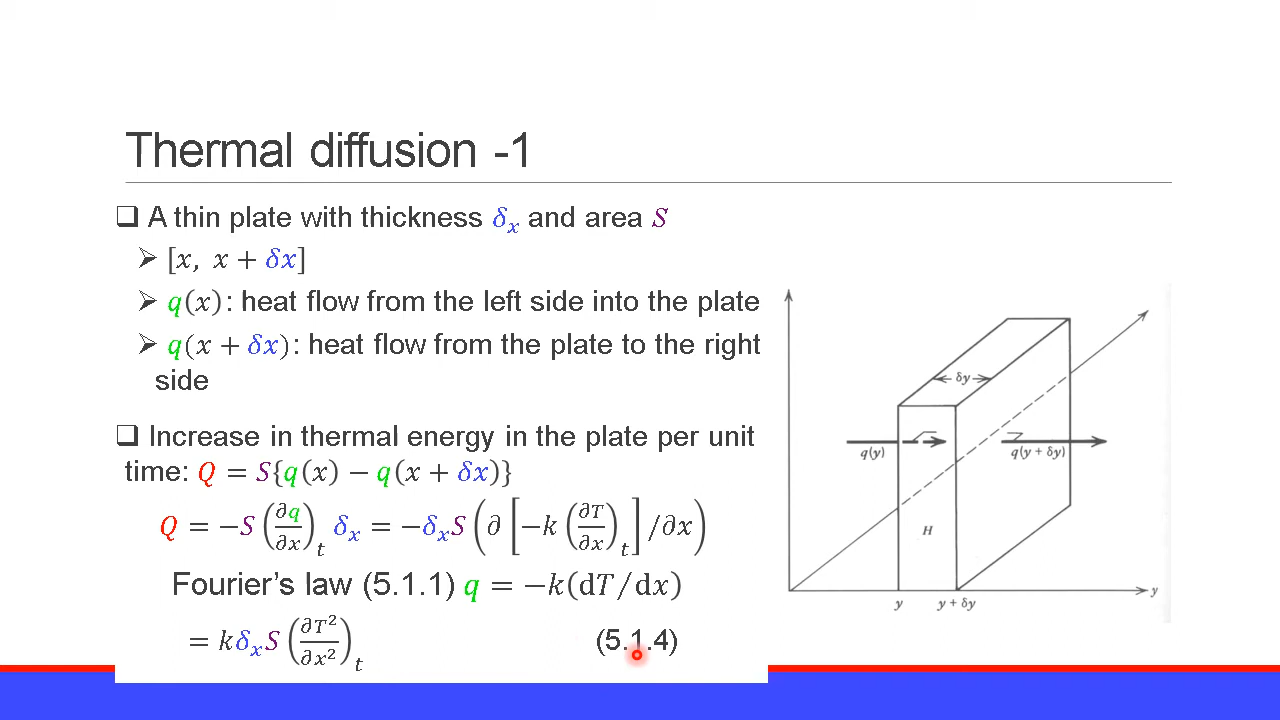 Thermal diffusion -1
❑ A thin plate with thickness δₓ and area S
➢ [x, x + δx]
➢ q(x): heat flow from the left side into the plate
➢ q(x + δx): heat flow from the plate to the right
side
❑ Increase in thermal energy in the plate per unit
time: Q = S{q(x) − q(x + δx)}
Q = −S(∂q/∂x)ₜ δₓ = −δₓS(∂[−k(∂T/∂x)ₜ]/∂x)
Fourier's law (5.1.1) q = −k(dT/dx)
= kδₓS(∂T²/∂x²)ₜ (5.1.4)
δy
q(y)
q(y + δy)
H
y
y + δy
y